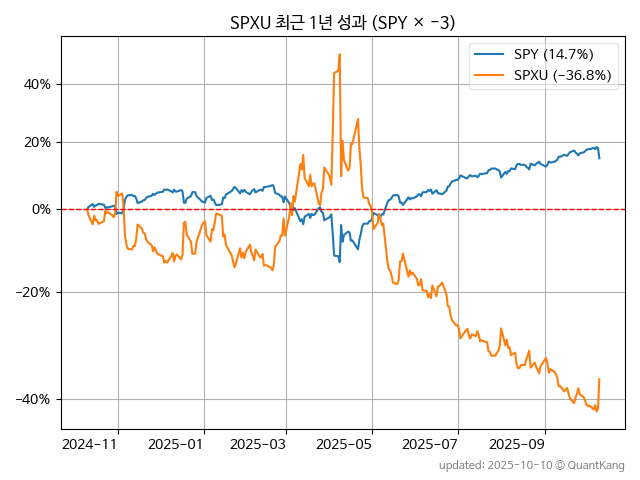 SPXU 최근 1년 성과 (SPY × −3)
SPY (14.7%)
SPXU (−36.8%)
40%
20%
0%
−20%
−40%
2024-11 2025-01 2025-03 2025-05 2025-07 2025-09
updated: 2025-10-10 © QuantKang